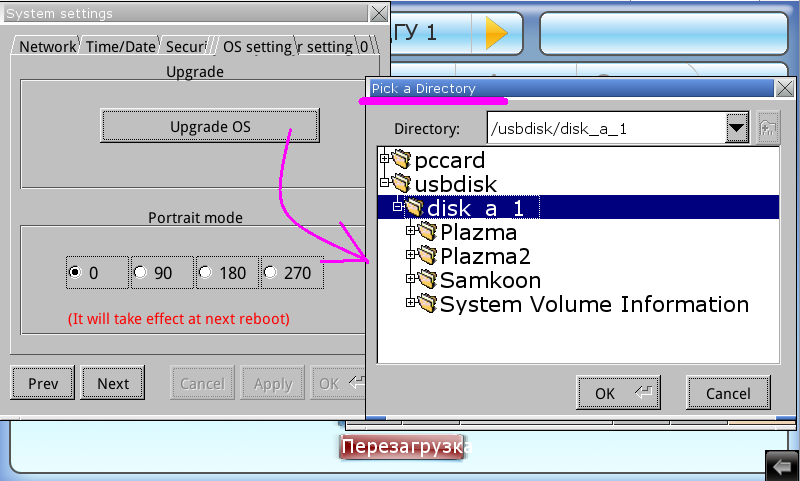 System settings
Network Time/Date Securi OS setting r setting 0
ГУ 1
Upgrade
Upgrade OS
Portrait mode
0 90 180 270
(It will take effect at next reboot)
Prev Next Cancel Apply OK
Pick a Directory
Directory: /usbdisk/disk_a_1
pccard
usbdisk
disk_a_1
Plazma
Plazma2
Samkoon
System Volume Information
OK Cancel
Перезагрузка